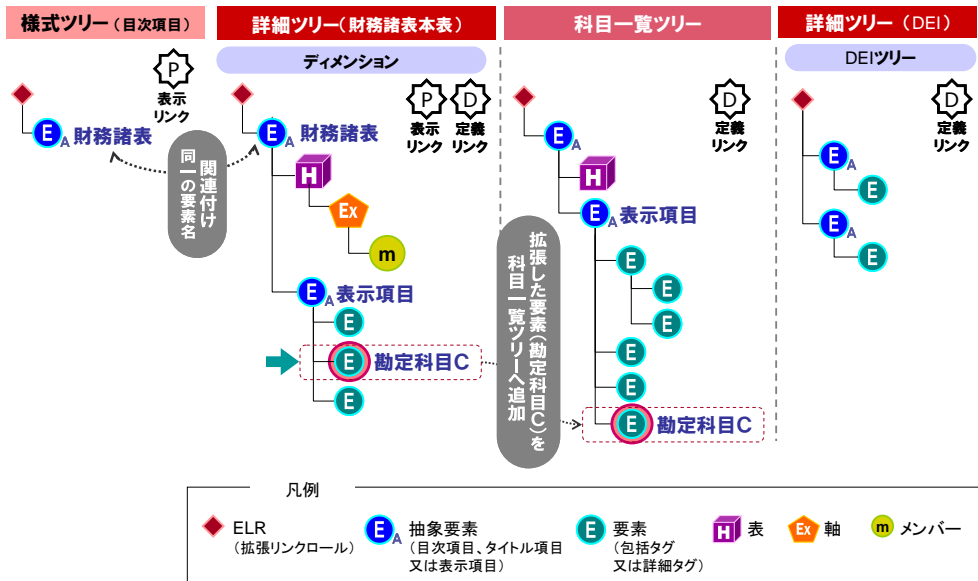 様式ツリー（目次項目）
詳細ツリー（財務諸表本表）
科目一覧ツリー
詳細ツリー（DEI）
ディメンション
DEIツリー
P
表示
リンク
P
表示
リンク
D
定義
リンク
D
定義
リンク
D
定義
リンク
E
A
財務諸表
E
A
財務諸表
関連付け
同一の要素名
H
Ex
m
E
A
表示項目
E
E
勘定科目C
E
E
A
H
E
A
表示項目
E
E
E
E
E
E
勘定科目C
拡張した要素（勘定科目C）を
科目一覧ツリーへ追加
E
A
E
E
A
E
凡例
ELR
（拡張リンクロール）
E
A
抽象要素
（目次項目、タイトル項目
又は表示項目）
E
要素
（包括タグ
又は詳細タグ）
H
表
Ex
軸
m
メンバー